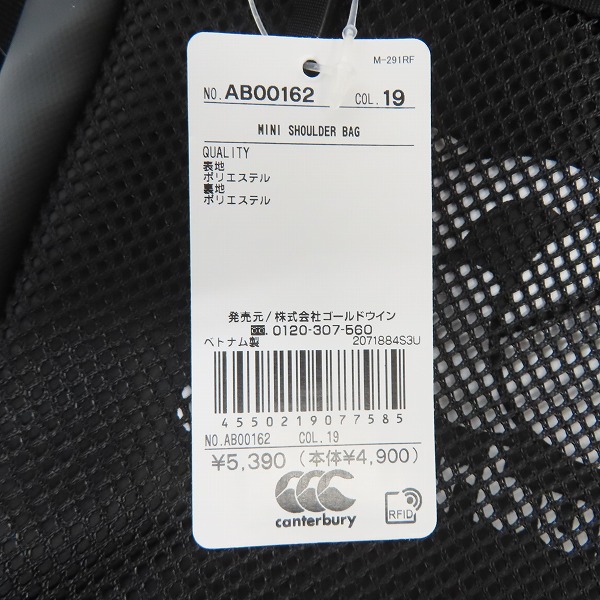 M-291RF
NO. AB00162 COL. 19
MINI SHOULDER BAG
QUALITY
表地
ポリエステル
裏地
ポリエステル
発売元/株式会社ゴールドウイン
0120-307-560
ベトナム製 2071884S3U
4550219077585
NO. AB00162 COL. 19
¥5,390 (本体¥4,900)
CCC
canterbury
RFID